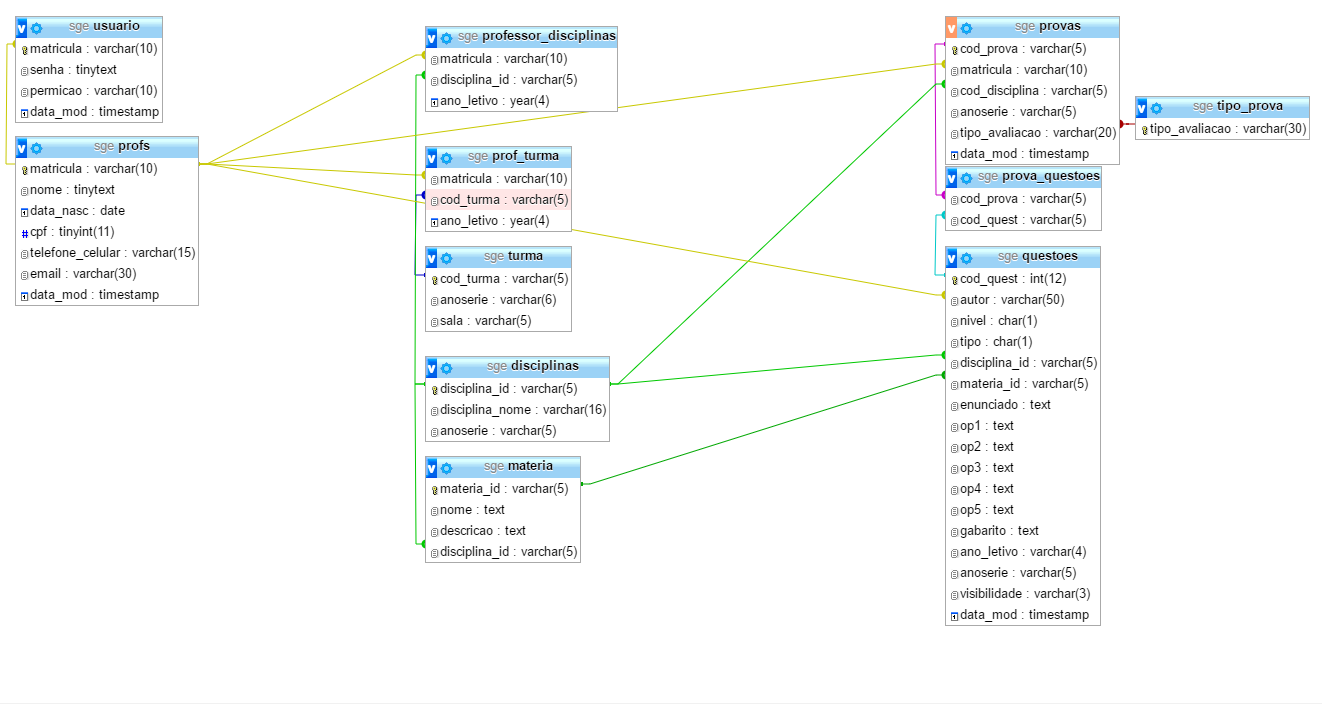 sge usuario
matricula : varchar(10)
senha : tinytext
permicao : varchar(10)
data_mod : timestamp
sge profs
matricula : varchar(10)
nome : tinytext
data_nasc : date
cpf : tinyint(11)
telefone_celular : varchar(15)
email : varchar(30)
data_mod : timestamp
sge professor_disciplinas
matricula : varchar(10)
disciplina_id : varchar(5)
ano_letivo : year(4)
sge prof_turma
matricula : varchar(10)
cod_turma : varchar(5)
ano_letivo : year(4)
sge turma
cod_turma : varchar(5)
anoserie : varchar(6)
sala : varchar(5)
sge disciplinas
disciplina_id : varchar(5)
disciplina_nome : varchar(16)
anoserie : varchar(5)
sge materia
materia_id : varchar(5)
nome : text
descricao : text
disciplina_id : varchar(5)
sge provas
cod_prova : varchar(5)
matricula : varchar(10)
cod_disciplina : varchar(5)
anoserie : varchar(5)
tipo_avaliacao : varchar(20)
data_mod : timestamp
sge prova_questoes
cod_prova : varchar(5)
cod_quest : varchar(5)
sge questoes
cod_quest : int(12)
autor : varchar(50)
nivel : char(1)
tipo : char(1)
disciplina_id : varchar(5)
materia_id : varchar(5)
enunciado : text
op1 : text
op2 : text
op3 : text
op4 : text
op5 : text
gabarito : text
ano_letivo : varchar(4)
anoserie : varchar(5)
visibilidade : varchar(3)
data_mod : timestamp
sge tipo_prova
tipo_avaliacao : varchar(30)